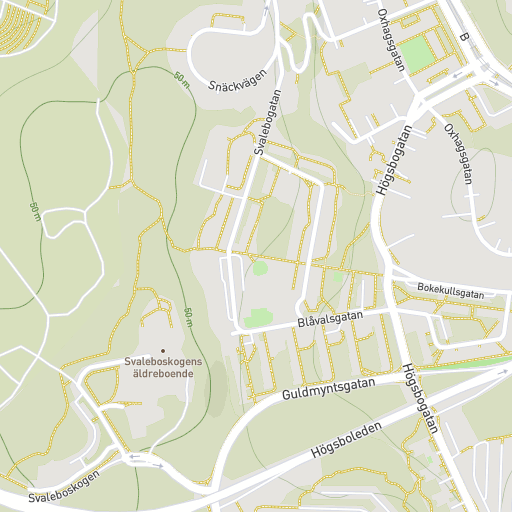 Oxhagsgatan
B
50 m
Snäckvägen
Svalebogatan
Oxhagsgatan
Högsbogatan
50 m
Bokekullsgatan
50 m
Blåvalsgatan
Svaleboskogens
äldreboende
Guldmyntsgatan
Högsbogatan
Högsboleden
Svaleboskogen